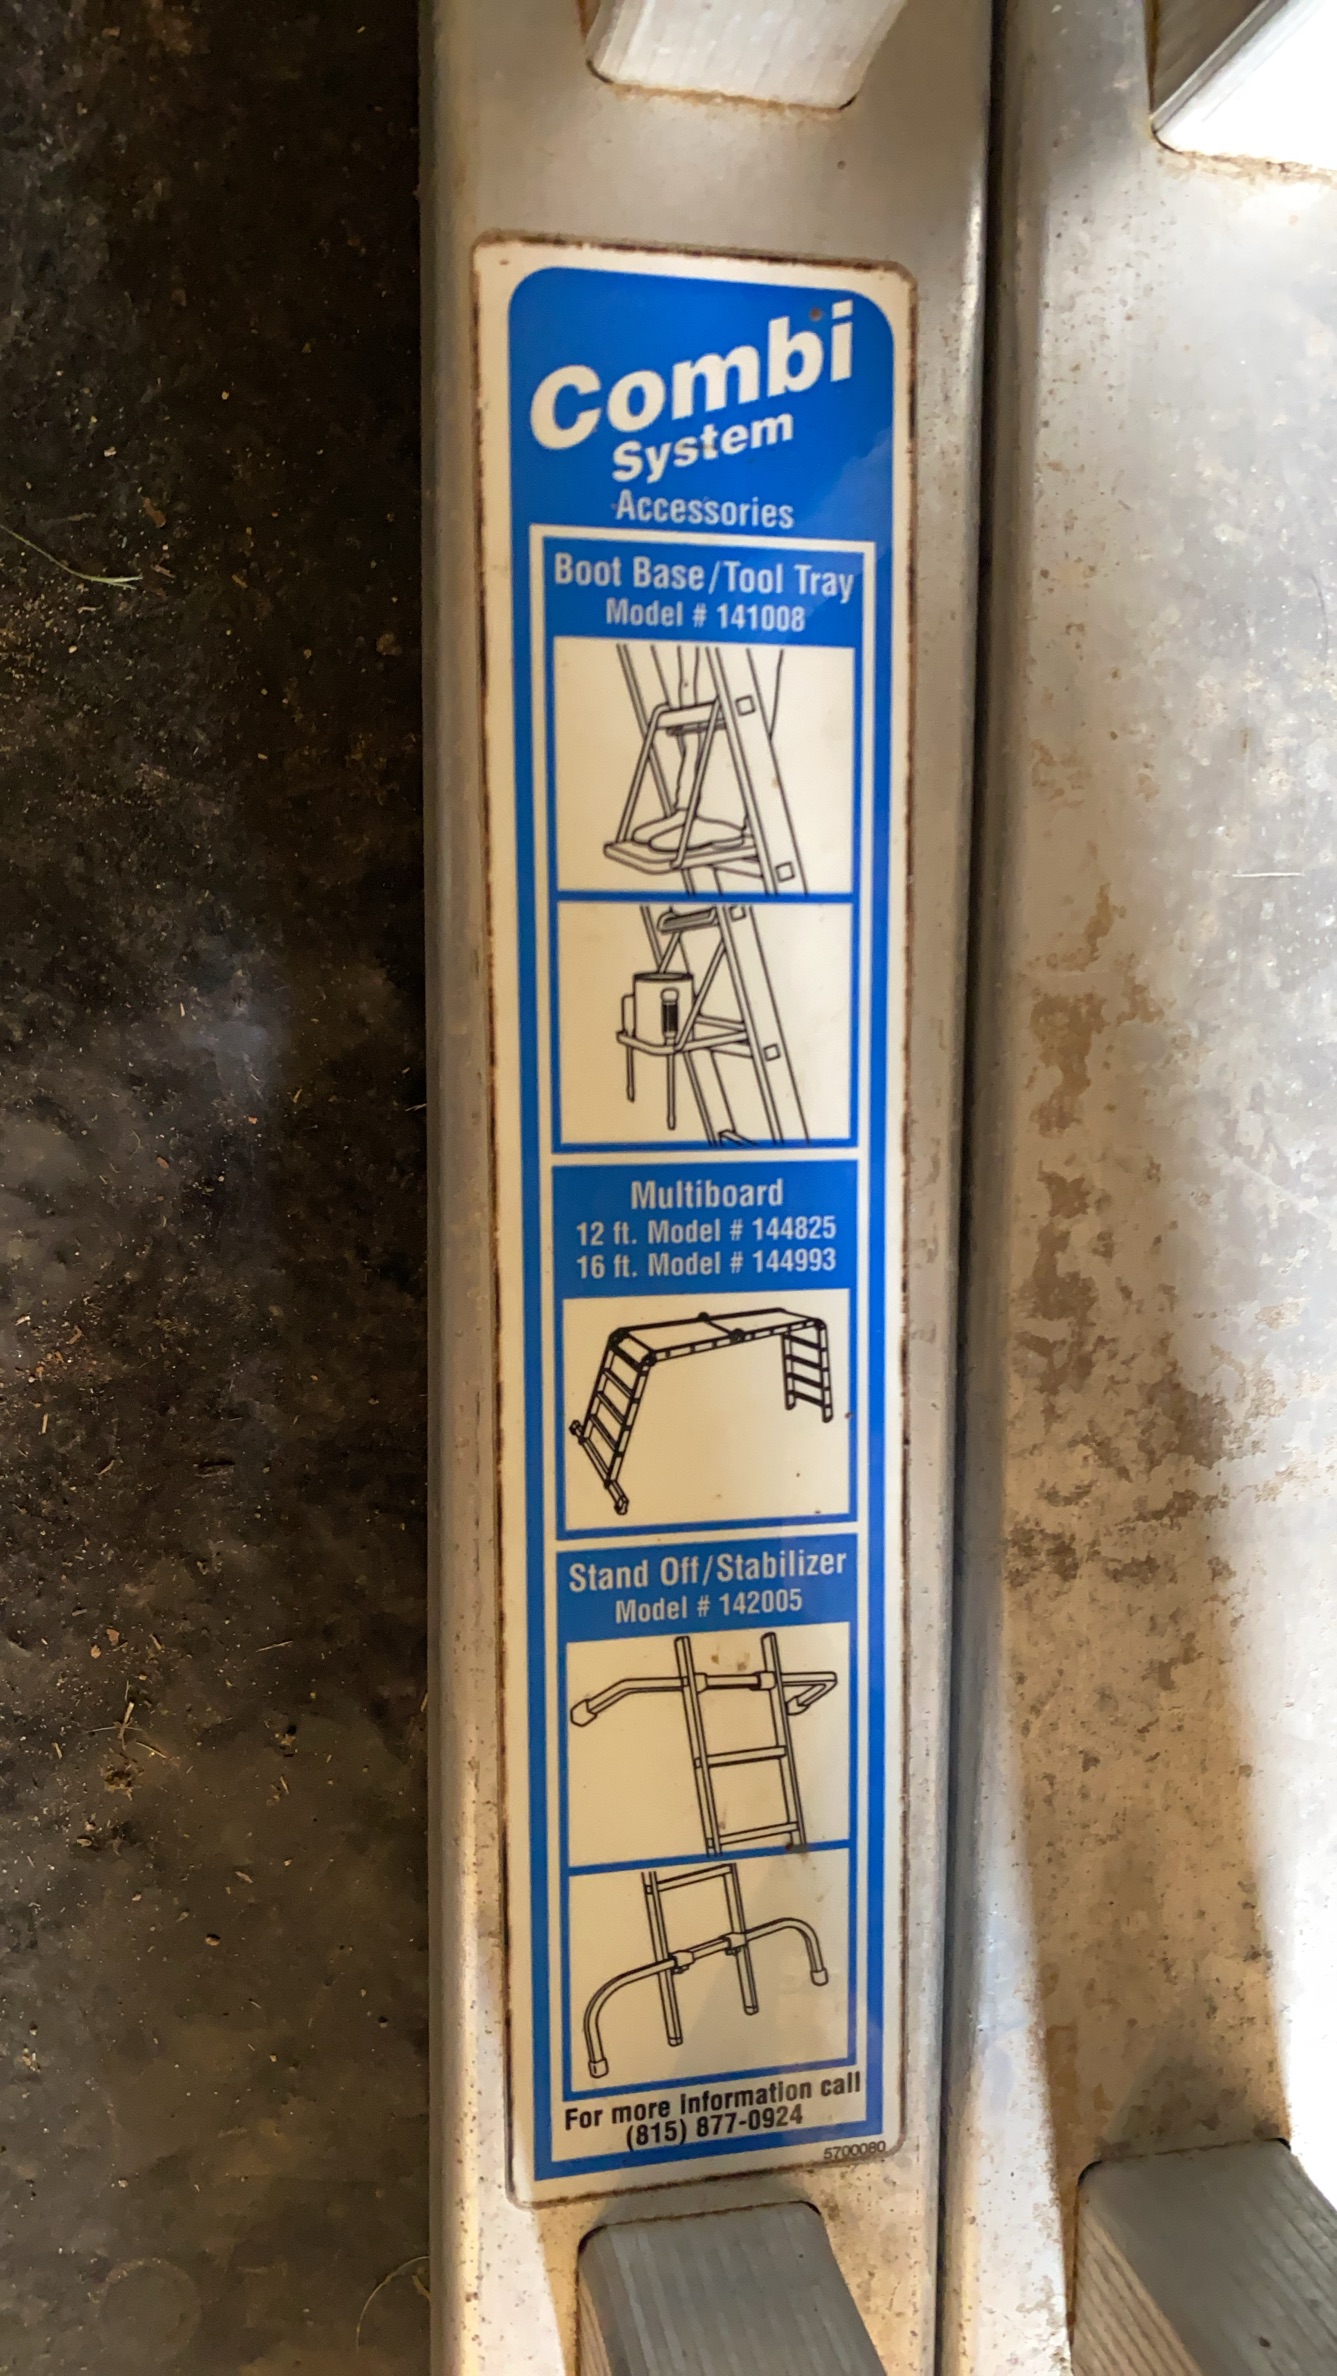 Combi
System
Accessories
Boot Base/Tool Tray
Model # 141008
Multiboard
12 ft. Model # 144825
16 ft. Model # 144993
Stand Off/Stabilizer
Model # 142005
For more information call
(815) 877-0924
5700080